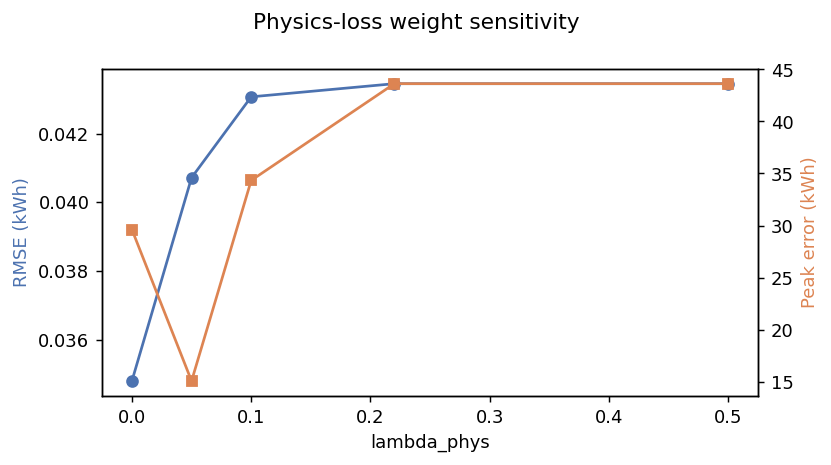 Physics-loss weight sensitivity
RMSE (kWh)
0.042
0.040
0.038
0.036
45
40
35
30
25
20
15
Peak error (kWh)
0.0 0.1 0.2 0.3 0.4 0.5
lambda_phys